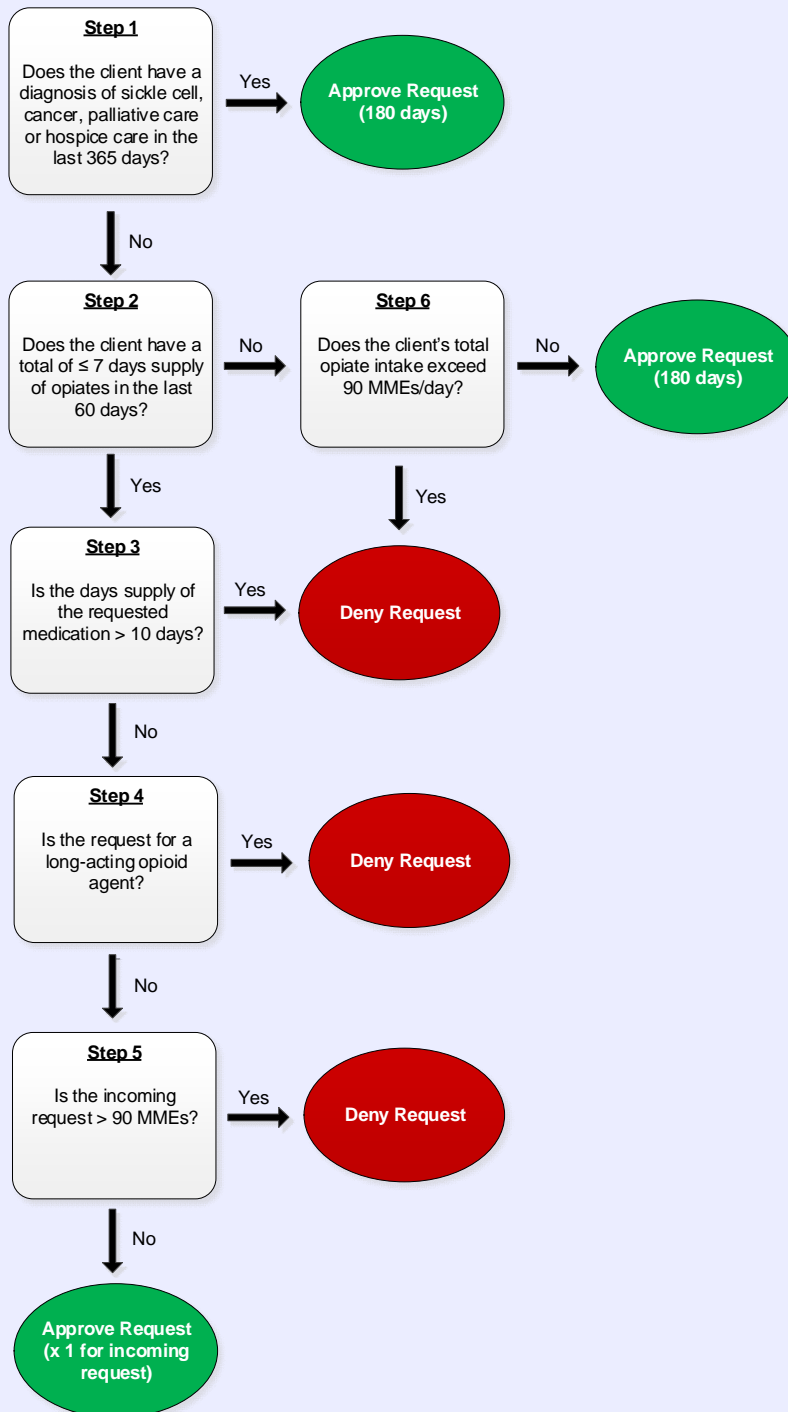 Step 1
Does the client have a
diagnosis of sickle cell,
cancer, palliative care
or hospice care in the
last 365 days?
Yes
Approve Request
(180 days)
No
Step 2
Does the client have a
total of ≤ 7 days supply
of opiates in the last
60 days?
No
Step 6
Does the client's total
opiate intake exceed
90 MMEs/day?
No
Approve Request
(180 days)
Yes
Yes
Step 3
Is the days supply of
the requested
medication > 10 days?
Yes
Deny Request
No
Step 4
Is the request for a
long-acting opioid
agent?
Yes
Deny Request
No
Step 5
Is the incoming
request > 90 MMEs?
Yes
Deny Request
No
Approve Request
(x 1 for incoming
request)